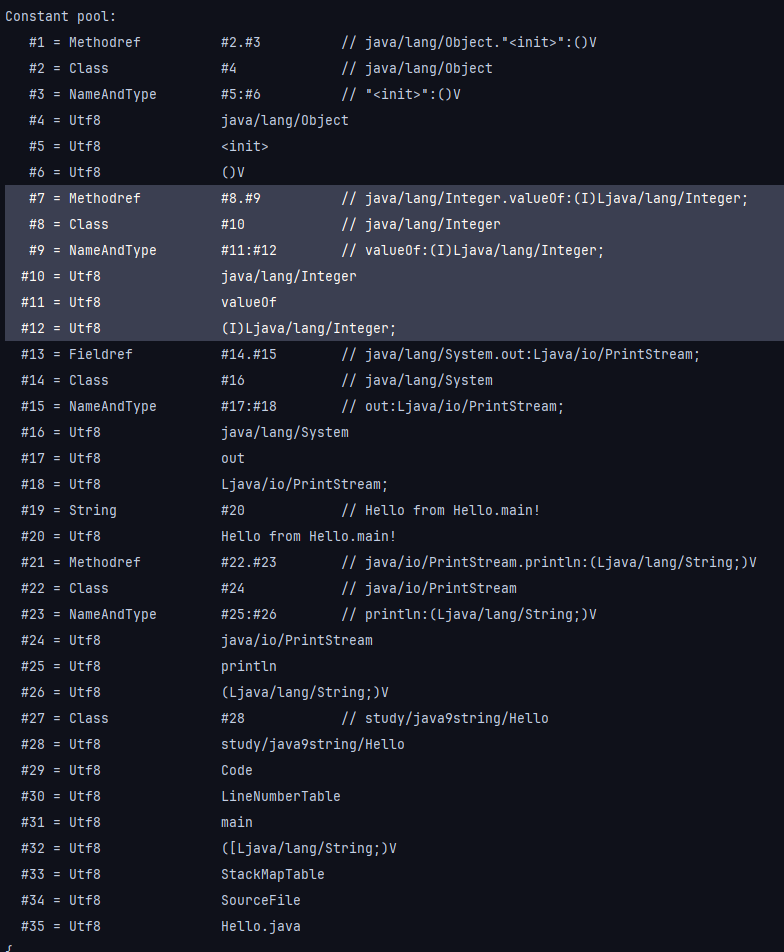 Constant pool:
#1 = Methodref #2.#3 // java/lang/Object."<init>":()V
#2 = Class #4 // java/lang/Object
#3 = NameAndType #5:#6 // "<init>":()V
#4 = Utf8 java/lang/Object
#5 = Utf8 <init>
#6 = Utf8 ()V
#7 = Methodref #8.#9 // java/lang/Integer.valueOf:(I)Ljava/lang/Integer;
#8 = Class #10 // java/lang/Integer
#9 = NameAndType #11:#12 // valueOf:(I)Ljava/lang/Integer;
#10 = Utf8 java/lang/Integer
#11 = Utf8 valueOf
#12 = Utf8 (I)Ljava/lang/Integer;
#13 = Fieldref #14.#15 // java/lang/System.out:Ljava/io/PrintStream;
#14 = Class #16 // java/lang/System
#15 = NameAndType #17:#18 // out:Ljava/io/PrintStream;
#16 = Utf8 java/lang/System
#17 = Utf8 out
#18 = Utf8 Ljava/io/PrintStream;
#19 = String #20 // Hello from Hello.main!
#20 = Utf8 Hello from Hello.main!
#21 = Methodref #22.#23 // java/io/PrintStream.println:(Ljava/lang/String;)V
#22 = Class #24 // java/io/PrintStream
#23 = NameAndType #25:#26 // println:(Ljava/lang/String;)V
#24 = Utf8 java/io/PrintStream
#25 = Utf8 println
#26 = Utf8 (Ljava/lang/String;)V
#27 = Class #28 // study/java9string/Hello
#28 = Utf8 study/java9string/Hello
#29 = Utf8 Code
#30 = Utf8 LineNumberTable
#31 = Utf8 main
#32 = Utf8 ([Ljava/lang/String;)V
#33 = Utf8 StackMapTable
#34 = Utf8 SourceFile
#35 = Utf8 Hello.java
{